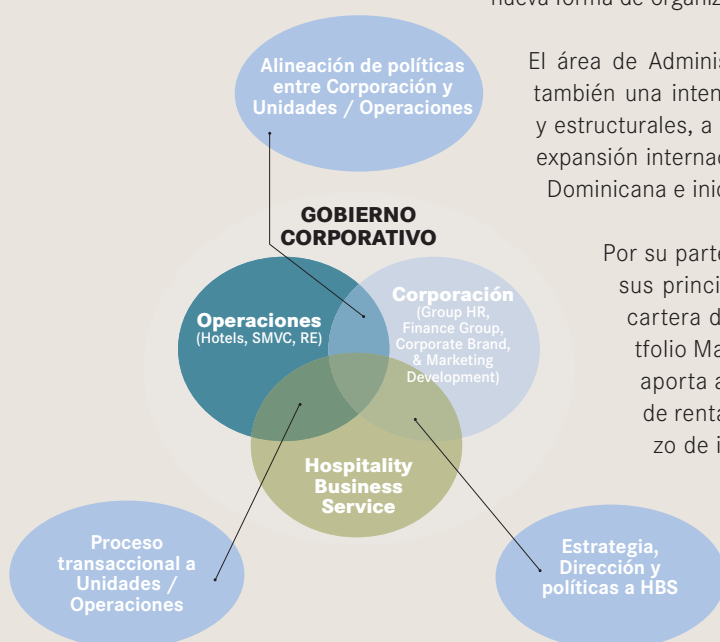 nueva forma de organiz
Alineación de políticas
entre Corporación y
Unidades / Operaciones
El área de Adminis
también una inten
y estructurales, a
expansión internac
Dominicana e inic
GOBIERNO
CORPORATIVO
Por su parte
sus princi
cartera d
tfolio Ma
aporta a
de renta
zo de i
Operaciones
(Hotels, SMVC, RE)
Corporación
(Group HR,
Finance Group,
Corporate Brand,
& Marketing
Development)
Hospitality
Business
Service
Proceso
transaccional a
Unidades /
Operaciones
Estrategia,
Dirección y
políticas a HBS